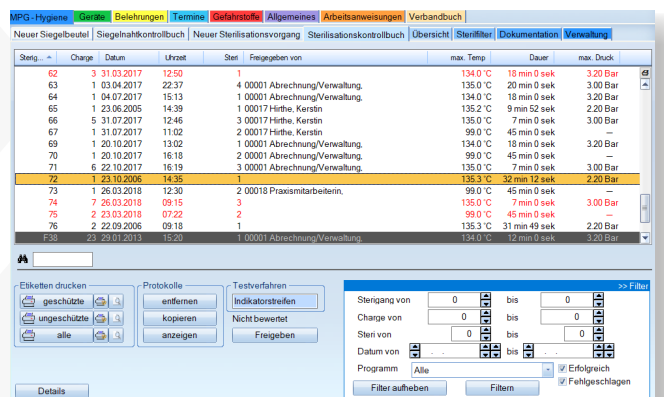 MPG - Hygiene Geräte Belehrungen Termine Gefahrstoffe Allgemeines Arbeitsanweisungen Verbandbuch
Neuer Siegelbeutel Siegelnahtkontrollbuch Neuer Sterilisationsvorgang Sterilisationskontrollbuch Übersicht Sterilfilter Dokumentation Verwaltung
Sterig... Charge Datum Uhrzeit Steri Freigegeben von max. Temp Dauer max. Druck
62 3 31.03.2017 12:50 1 134.0 °C 18 min 0 sek 3.20 Bar
63 1 03.04.2017 22:37 4 00001 Abrechnung/Verwaltung, 135.0 °C 20 min 0 sek 3.00 Bar
64 1 04.07.2017 15:13 1 00001 Abrechnung/Verwaltung, 134.0 °C 18 min 0 sek 3.20 Bar
65 1 23.06.2005 14:39 1 00017 Hirthe, Kerstin 135.2 °C 9 min 52 sek 2.20 Bar
66 5 31.07.2017 12:46 3 00017 Hirthe, Kerstin 135.0 °C 7 min 0 sek 3.00 Bar
67 1 31.07.2017 11:02 2 00017 Hirthe, Kerstin 99.0 °C 45 min 0 sek ---
69 1 20.10.2017 13:02 1 00001 Abrechnung/Verwaltung, 134.0 °C 18 min 0 sek 3.20 Bar
70 1 20.10.2017 16:18 2 00001 Abrechnung/Verwaltung, 99.0 °C 45 min 0 sek ---
71 6 22.10.2017 16:19 3 00001 Abrechnung/Verwaltung, 135.0 °C 7 min 0 sek 3.00 Bar
72 1 23.10.2006 14:35 1 135.3 °C 32 min 12 sek 2.20 Bar
73 1 26.03.2018 12:30 2 00018 Praxismitarbeiterin, 99.0 °C 45 min 0 sek ---
74 7 26.03.2018 09:15 3 135.0 °C 7 min 0 sek 3.00 Bar
75 2 23.03.2018 07:22 2 99.0 °C 45 min 0 sek ---
76 2 22.09.2006 09:18 1 135.3 °C 31 min 49 sek 2.20 Bar
F38 23 29.01.2013 15:20 1 00001 Abrechnung/Verwaltung, 134.0 °C 12 min 0 sek 3.20 Bar
Etiketten drucken Protokolle Testverfahren >> Filter
geschützte entfernen Indikatorstreifen Sterigang von 0 bis 0
ungeschützte kopieren Nicht bewertet Charge von 0 bis 0
alle anzeigen Freigeben Steri von 0 bis 0
Datum von . . bis . .
Programm Alle Erfolgreich
Fehlgeschlagen
Details Filter aufheben Filtern